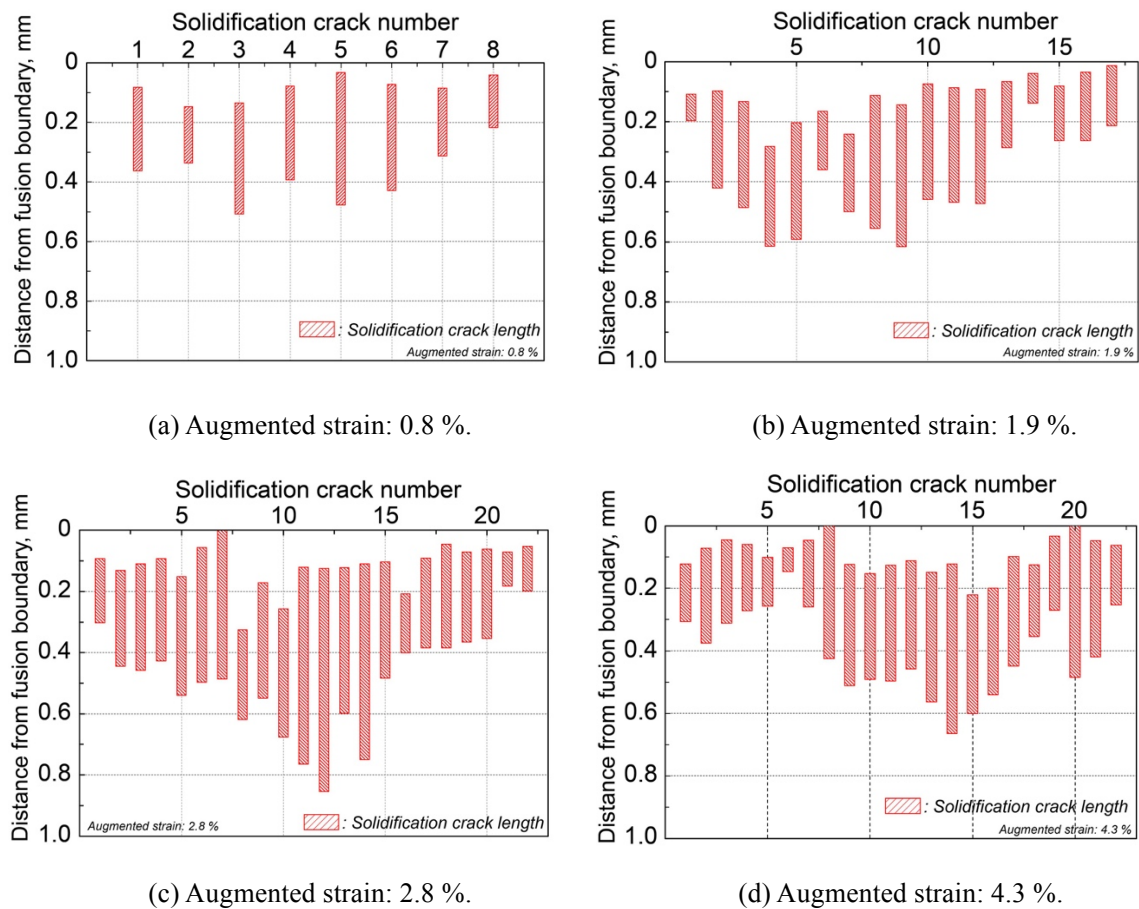 Solidification crack number
1 2 3 4 5 6 7 8
Distance from fusion boundary, mm
0
0.2
0.4
0.6
0.8
1.0
: Solidification crack length
Augmented strain: 0.8 %
(a) Augmented strain: 0.8 %.
Solidification crack number
5 10 15
Distance from fusion boundary, mm
0
0.2
0.4
0.6
0.8
1.0
: Solidification crack length
Augmented strain: 1.9 %
(b) Augmented strain: 1.9 %.
Solidification crack number
5 10 15 20
Distance from fusion boundary, mm
0
0.2
0.4
0.6
0.8
1.0
Augmented strain: 2.8 %
: Solidification crack length
(c) Augmented strain: 2.8 %.
Solidification crack number
5 10 15 20
Distance from fusion boundary, mm
0
0.2
0.4
0.6
0.8
1.0
: Solidification crack length
Augmented strain: 4.3 %
(d) Augmented strain: 4.3 %.